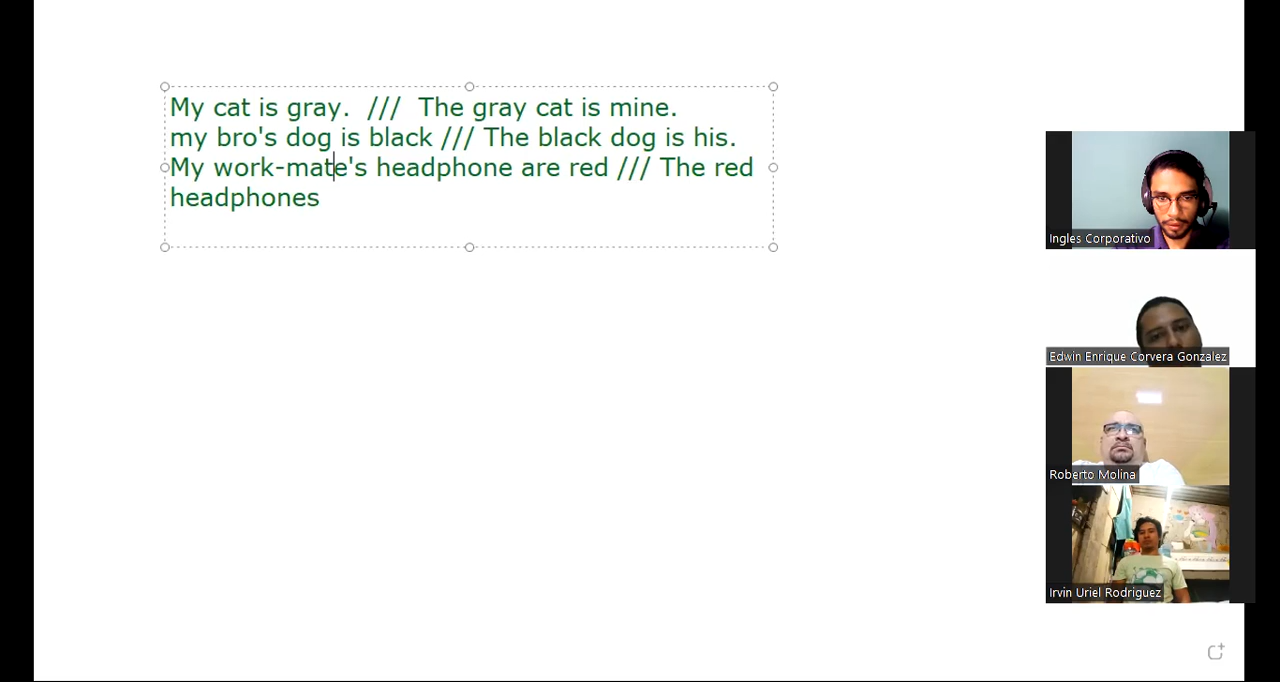 My cat is gray.  ///  The gray cat is mine.
my bro's dog is black /// The black dog is his.
My work-mate's headphone are red /// The red
headphones
Ingles Corporativo
Edwin Enrique Corvera Gonzalez
Roberto Molina
Irvin Uriel Rodriguez